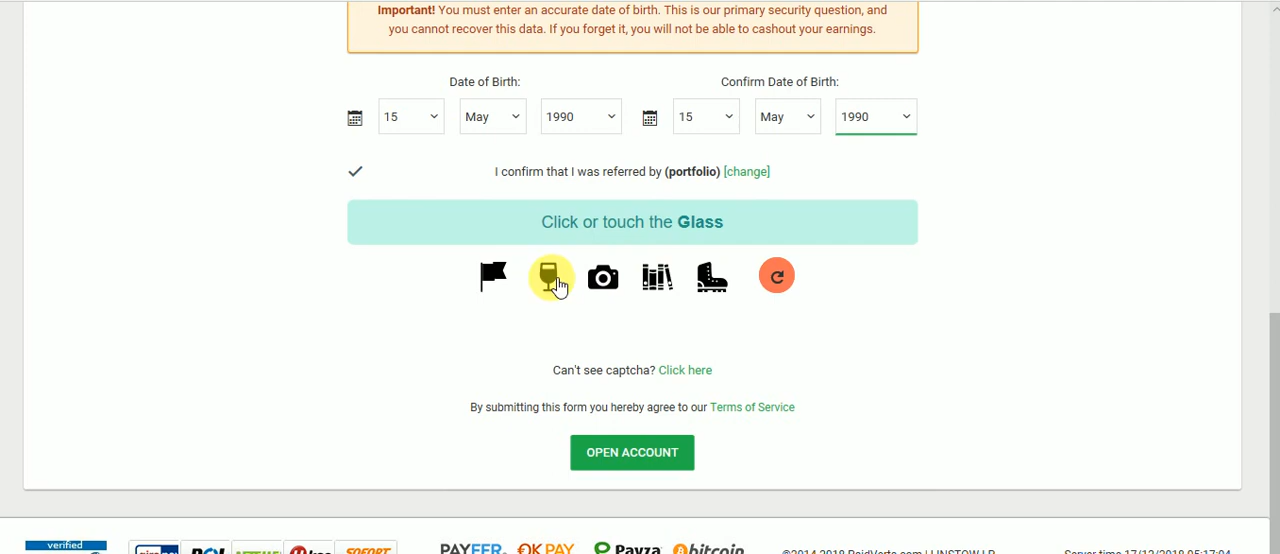 Important! You must enter an accurate date of birth. This is our primary security question, and
you cannot recover this data. If you forget it, you will not be able to cashout your earnings.
Date of Birth: Confirm Date of Birth:
15 May 1990 15 May 1990
I confirm that I was referred by (portfolio) [change]
Click or touch the Glass
Can't see captcha? Click here
By submitting this form you hereby agree to our Terms of Service
OPEN ACCOUNT
verified
PAYEER OKPAY Payza bitcoin